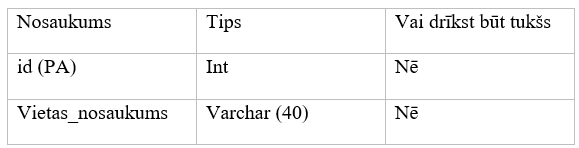 Nosaukums Tips Vai drīkst būt tukšs
id (PA) Int Nē
Vietas_nosaukums Varchar (40) Nē